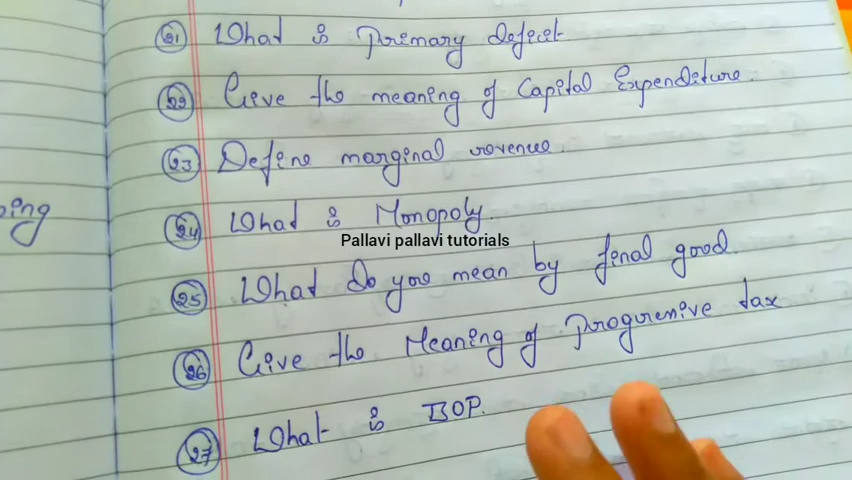 21 What is Primary deficit
22 Give the meaning of Capital Expenditure.
23 Define marginal revenue.
24 What is Monopoly.
Pallavi pallavi tutorials
25 What do you mean by final good.
26 Give the Meaning of Progressive tax
27 What is BOP.